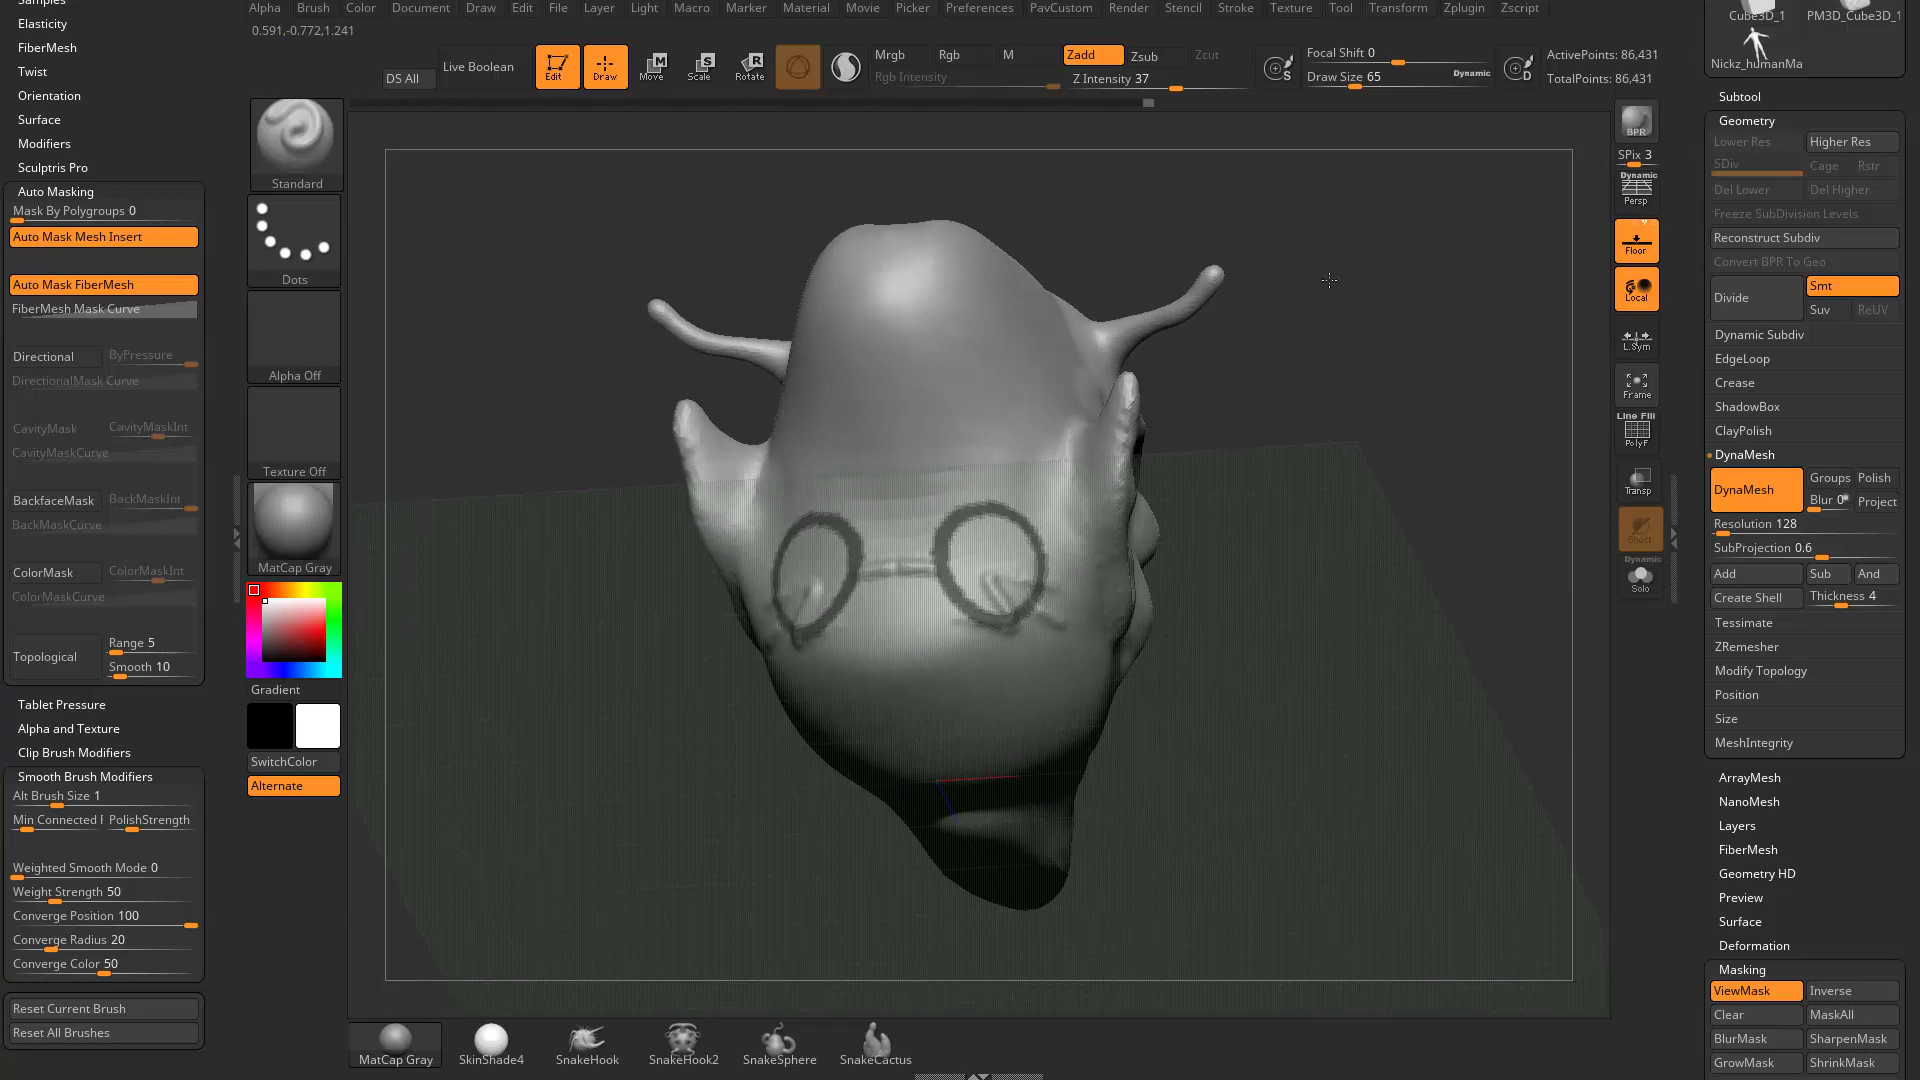 Alpha Brush Color Document Draw Edit File Layer Light Macro Marker Material Movie Picker Preferences PavCustom Render Stencil Stroke Texture Tool Transform Zplugin Zscript
0.591,-0.772,1.241
DS All
Live Boolean
Edit
Draw
Move
Scale
Rotate
Mrgb
Rgb
M
Rgb Intensity
Zadd
Zsub
Zcut
Z Intensity 37
Focal Shift 0
Draw Size 65
Dynamic
ActivePoints: 86,431
TotalPoints: 86,431
Elasticity
FiberMesh
Twist
Orientation
Surface
Modifiers
Sculptris Pro
Auto Masking
Mask By Polygroups 0
Auto Mask Mesh Insert
Auto Mask FiberMesh
FiberMesh Mask Curve
Directional
ByPressure
DirectionalMask Curve
CavityMask
CavityMaskInt
CavityMaskCurve
BackfaceMask
BackMaskInt
BackMaskCurve
ColorMask
ColorMaskInt
ColorMaskCurve
Topological
Range 5
Smooth 10
Tablet Pressure
Alpha and Texture
Clip Brush Modifiers
Smooth Brush Modifiers
Alt Brush Size 1
Min Connected
PolishStrength
Weighted Smooth Mode 0
Weight Strength 50
Converge Position 100
Converge Radius 20
Converge Color 50
Reset Current Brush
Reset All Brushes
Standard
Dots
Alpha Off
Texture Off
MatCap Gray
Gradient
SwitchColor
Alternate
MatCap Gray
SkinShade4
SnakeHook
SnakeHook2
SnakeSphere
SnakeCactus
BPR
SPix 3
Dynamic
Persp
Floor
Local
L.Sym
Frame
Line Fill
PolyF
Transp
Ghost
Dynamic
Solo
Cube3D_1
PM3D_Cube3D_1
Nickz_humanMa
Subtool
Geometry
Lower Res
Higher Res
SDiv
Cage
Rstr
Del Lower
Del Higher
Freeze SubDivision Levels
Reconstruct Subdiv
Convert BPR To Geo
Divide
Smt
Suv
ReUV
Dynamic Subdiv
EdgeLoop
Crease
ShadowBox
ClayPolish
DynaMesh
DynaMesh
Groups
Polish
Blur 0
Project
Resolution 128
SubProjection 0.6
Add
Sub
And
Create Shell
Thickness 4
Tessimate
ZRemesher
Modify Topology
Position
Size
MeshIntegrity
ArrayMesh
NanoMesh
Layers
FiberMesh
Geometry HD
Preview
Surface
Deformation
Masking
ViewMask
Inverse
Clear
MaskAll
BlurMask
SharpenMask
GrowMask
ShrinkMask